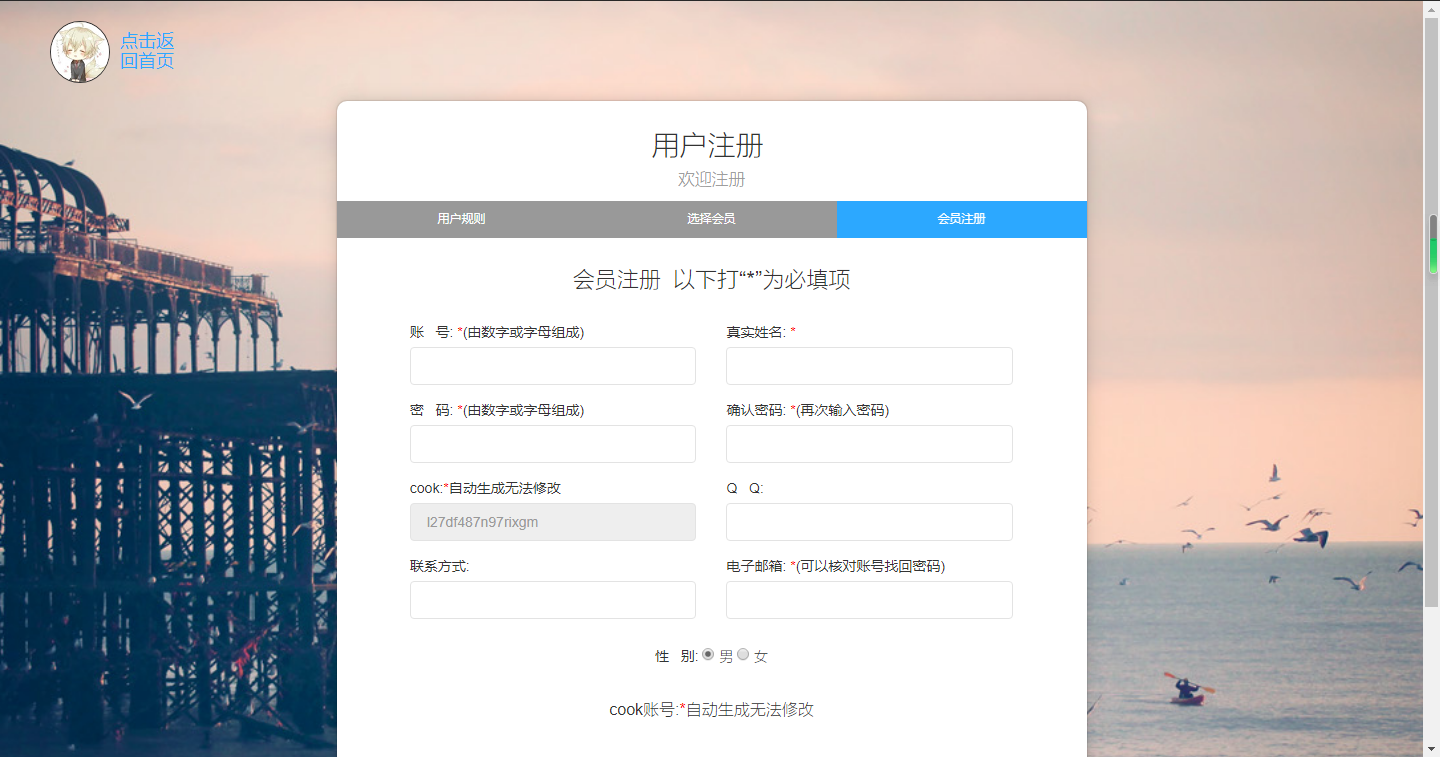 点击返
回首页
用户注册
欢迎注册
用户规则 选择会员 会员注册
会员注册 以下打“*”为必填项
账 号: *(由数字或字母组成) 真实姓名: *
密 码: *(由数字或字母组成) 确认密码: *(再次输入密码)
cook:*自动生成无法修改 Q Q:
l27df487n97rixgm
联系方式: 电子邮箱: *(可以核对账号找回密码)
性 别: 男 女
cook账号:*自动生成无法修改